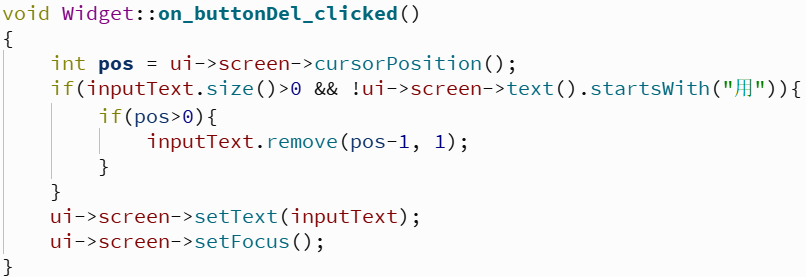 void Widget::on_buttonDel_clicked()
{
    int pos = ui->screen->cursorPosition();
    if(inputText.size()>0 && !ui->screen->text().startsWith("用")){
        if(pos>0){
            inputText.remove(pos-1, 1);
        }
    }
    ui->screen->setText(inputText);
    ui->screen->setFocus();
}